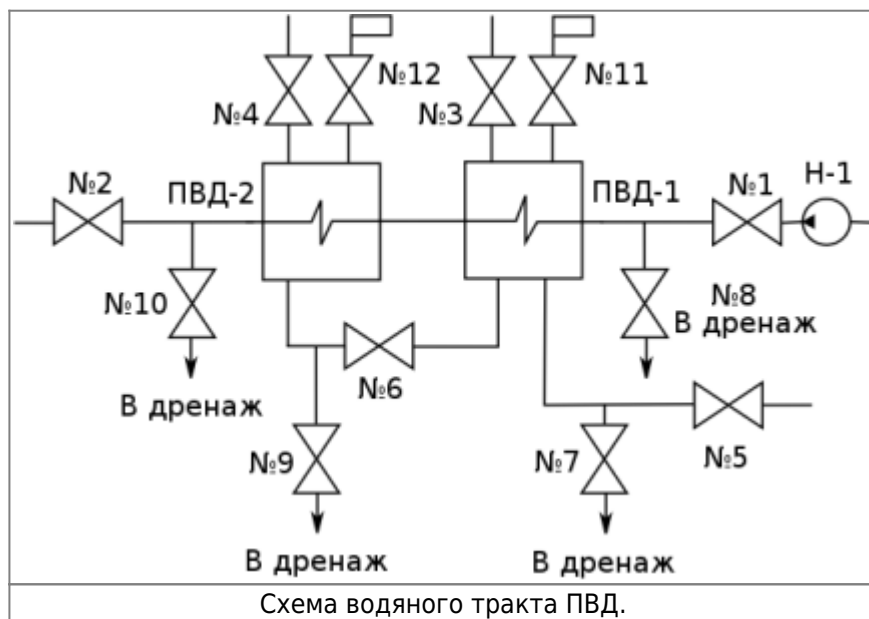 №12
№11
№4
№3
№2
ПВД-2
ПВД-1
№1
Н-1
№10
№8
В дренаж
№6
В дренаж
№9
№7
№5
В дренаж
В дренаж
Схема водяного тракта ПВД.